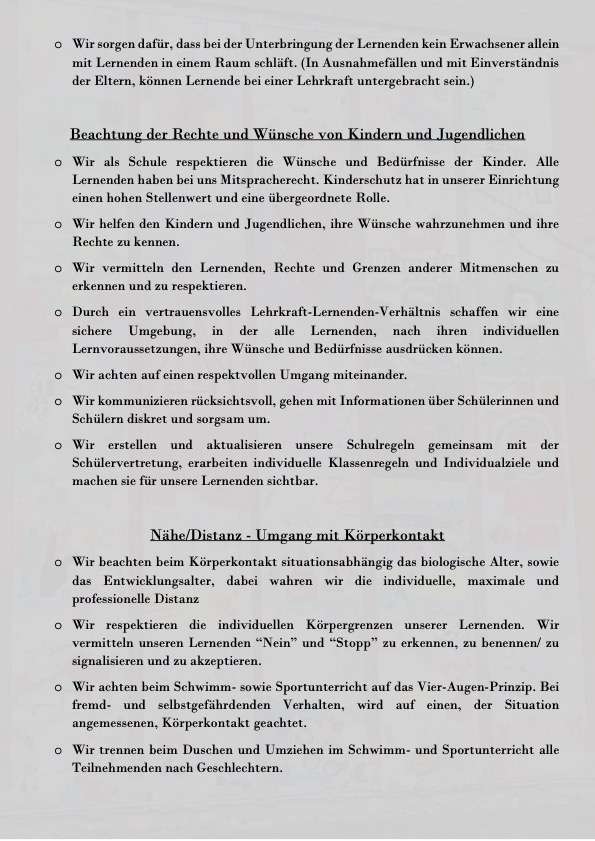 o Wir sorgen dafür, dass bei der Unterbringung der Lernenden kein Erwachsener allein
mit Lernenden in einem Raum schläft. (In Ausnahmefällen und mit Einverständnis
der Eltern, können Lernende bei einer Lehrkraft untergebracht sein.)
Beachtung der Rechte und Wünsche von Kindern und Jugendlichen
o Wir als Schule respektieren die Wünsche und Bedürfnisse der Kinder. Alle
Lernenden haben bei uns Mitspracherecht. Kinderschutz hat in unserer Einrichtung
einen hohen Stellenwert und eine übergeordnete Rolle.
o Wir helfen den Kindern und Jugendlichen, ihre Wünsche wahrzunehmen und ihre
Rechte zu kennen.
o Wir vermitteln den Lernenden, Rechte und Grenzen anderer Mitmenschen zu
erkennen und zu respektieren.
o Durch ein vertrauensvolles Lehrkraft-Lernenden-Verhältnis schaffen wir eine
sichere Umgebung, in der alle Lernenden, nach ihren individuellen
Lernvoraussetzungen, ihre Wünsche und Bedürfnisse ausdrücken können.
o Wir achten auf einen respektvollen Umgang miteinander.
o Wir kommunizieren rücksichtsvoll, gehen mit Informationen über Schülerinnen und
Schülern diskret und sorgsam um.
o Wir erstellen und aktualisieren unsere Schulregeln gemeinsam mit der
Schülervertretung, erarbeiten individuelle Klassenregeln und Individualziele und
machen sie für unsere Lernenden sichtbar.
Nähe/Distanz - Umgang mit Körperkontakt
o Wir beachten beim Körperkontakt situationsabhängig das biologische Alter, sowie
das Entwicklungsalter, dabei wahren wir die individuelle, maximale und
professionelle Distanz
o Wir respektieren die individuellen Körpergrenzen unserer Lernenden. Wir
vermitteln unseren Lernenden “Nein” und “Stopp” zu erkennen, zu benennen/ zu
signalisieren und zu akzeptieren.
o Wir achten beim Schwimm- sowie Sportunterricht auf das Vier-Augen-Prinzip. Bei
fremd- und selbstgefährdenden Verhalten, wird auf einen, der Situation
angemessenen, Körperkontakt geachtet.
o Wir trennen beim Duschen und Umziehen im Schwimm- und Sportunterricht alle
Teilnehmenden nach Geschlechtern.